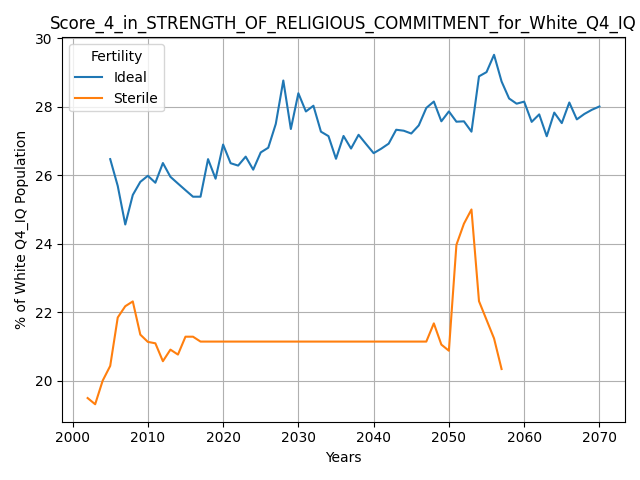 Score_4_in_STRENGTH_OF_RELIGIOUS_COMMITMENT_for_White_Q4_IQ
Fertility
Ideal
Sterile
% of White Q4_IQ Population
30
28
26
24
22
20
2000 2010 2020 2030 2040 2050 2060 2070
Years